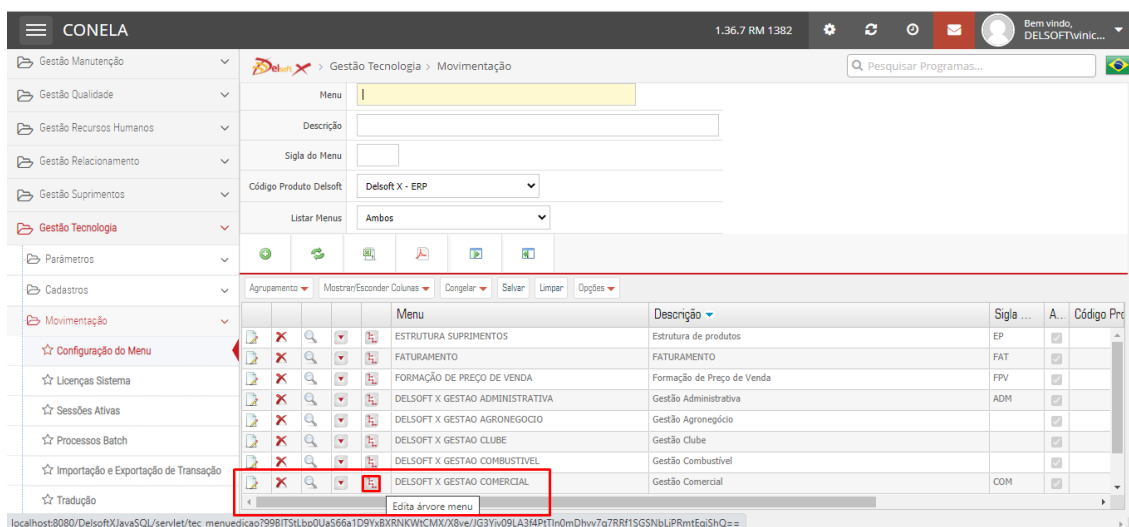 CONELA
1.36.7 RM 1382
Bem vindo,
DELSOFT\vinic...
Gestão Manutenção
Gestão Qualidade
Gestão Recursos Humanos
Gestão Relacionamento
Gestão Suprimentos
Gestão Tecnologia
Parâmetros
Cadastros
Movimentação
Configuração do Menu
Licenças Sistema
Sessões Ativas
Processos Batch
Importação e Exportação de Transação
Tradução
Delsoft X > Gestão Tecnologia > Movimentação
Pesquisar Programas...
Menu
Descrição
Sigla do Menu
Código Produto Delsoft Delsoft X - ERP
Listar Menus Ambos
Agrupamento Mostrar/Esconder Colunas Congelar Salvar Limpar Opções
Menu Descrição Sigla ... A... Código Pro
ESTRUTURA SUPRIMENTOS Estrutura de produtos EP
FATURAMENTO FATURAMENTO FAT
FORMAÇÃO DE PREÇO DE VENDA Formação de Preço de Venda FPV
DELSOFT X GESTAO ADMINISTRATIVA Gestão Administrativa ADM
DELSOFT X GESTAO AGRONEGOCIO Gestão Agronegócio
DELSOFT X GESTAO CLUBE Gestão Clube
DELSOFT X GESTAO COMBUSTIVEL Gestão Combustível
DELSOFT X GESTAO COMERCIAL Gestão Comercial COM
Edita árvore menu